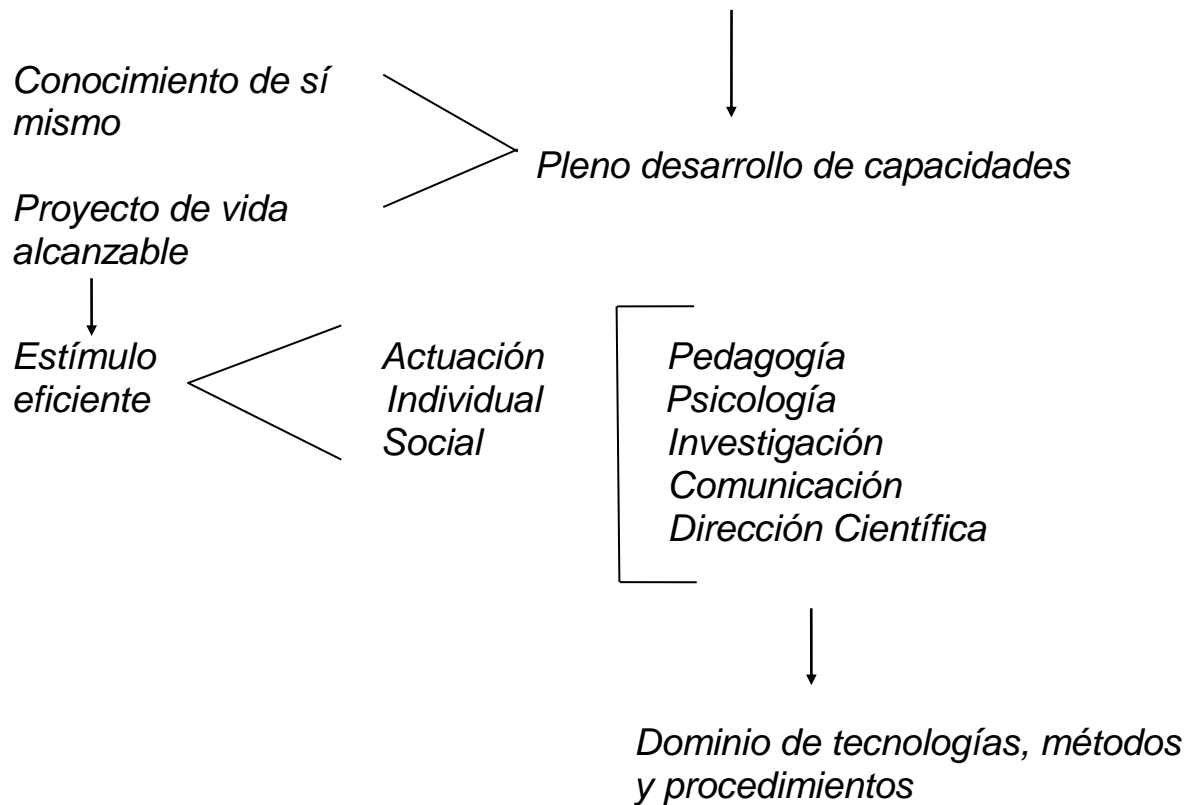 Conocimiento de sí
mismo
Pleno desarrollo de capacidades
Proyecto de vida
alcanzable
Estímulo
eficiente
Actuación
Individual
Social
Pedagogía
Psicología
Investigación
Comunicación
Dirección Científica
Dominio de tecnologías, métodos
y procedimientos